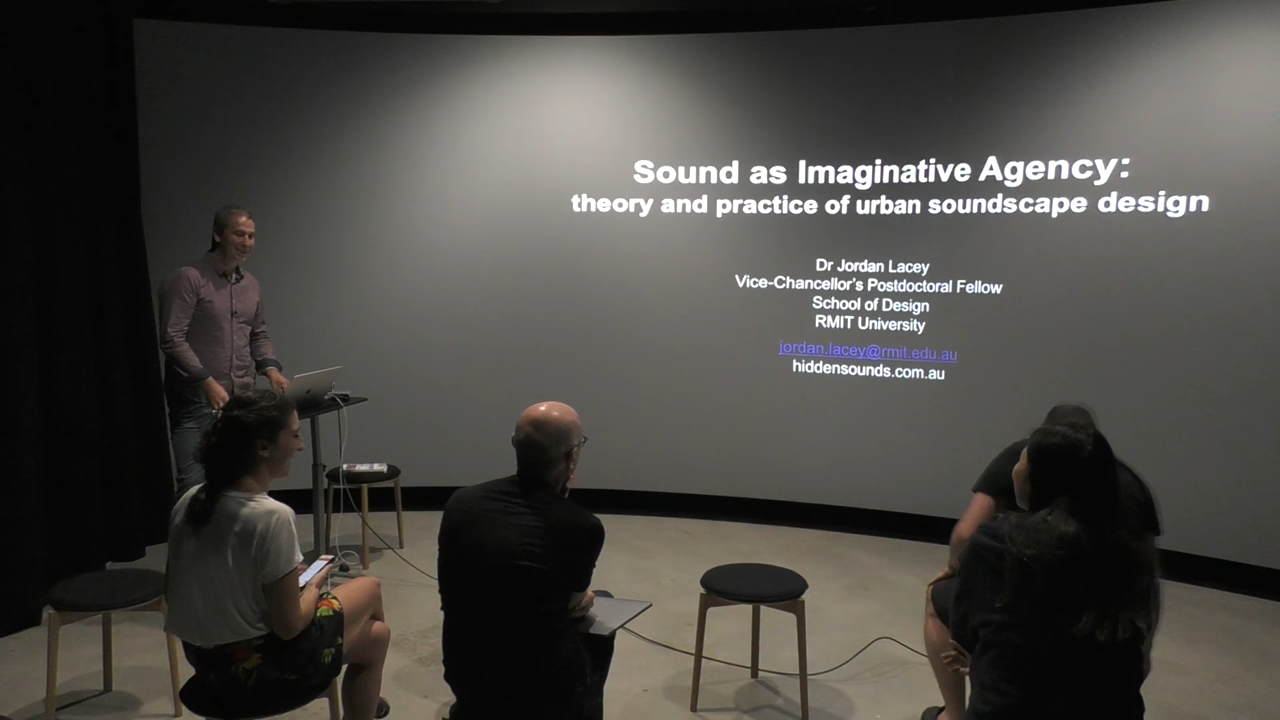 Sound as Imaginative Agency:
theory and practice of urban soundscape design
Dr Jordan Lacey
Vice-Chancellor's Postdoctoral Fellow
School of Design
RMIT University
jordan.lacey@rmit.edu.au
hiddensounds.com.au